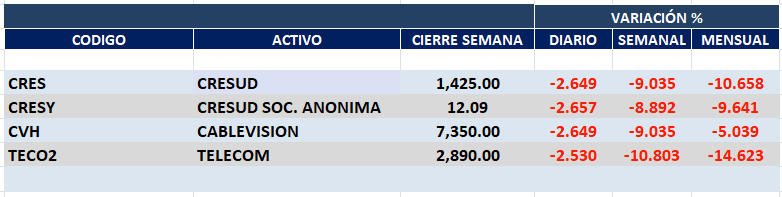 VARIACIÓN %
CODIGO ACTIVO CIERRE SEMANA DIARIO SEMANAL MENSUAL
CRES CRESUD 1,425.00 -2.649 -9.035 -10.658
CRESY CRESUD SOC. ANONIMA 12.09 -2.657 -8.892 -9.641
CVH CABLEVISION 7,350.00 -2.649 -9.035 -5.039
TECO2 TELECOM 2,890.00 -2.530 -10.803 -14.623